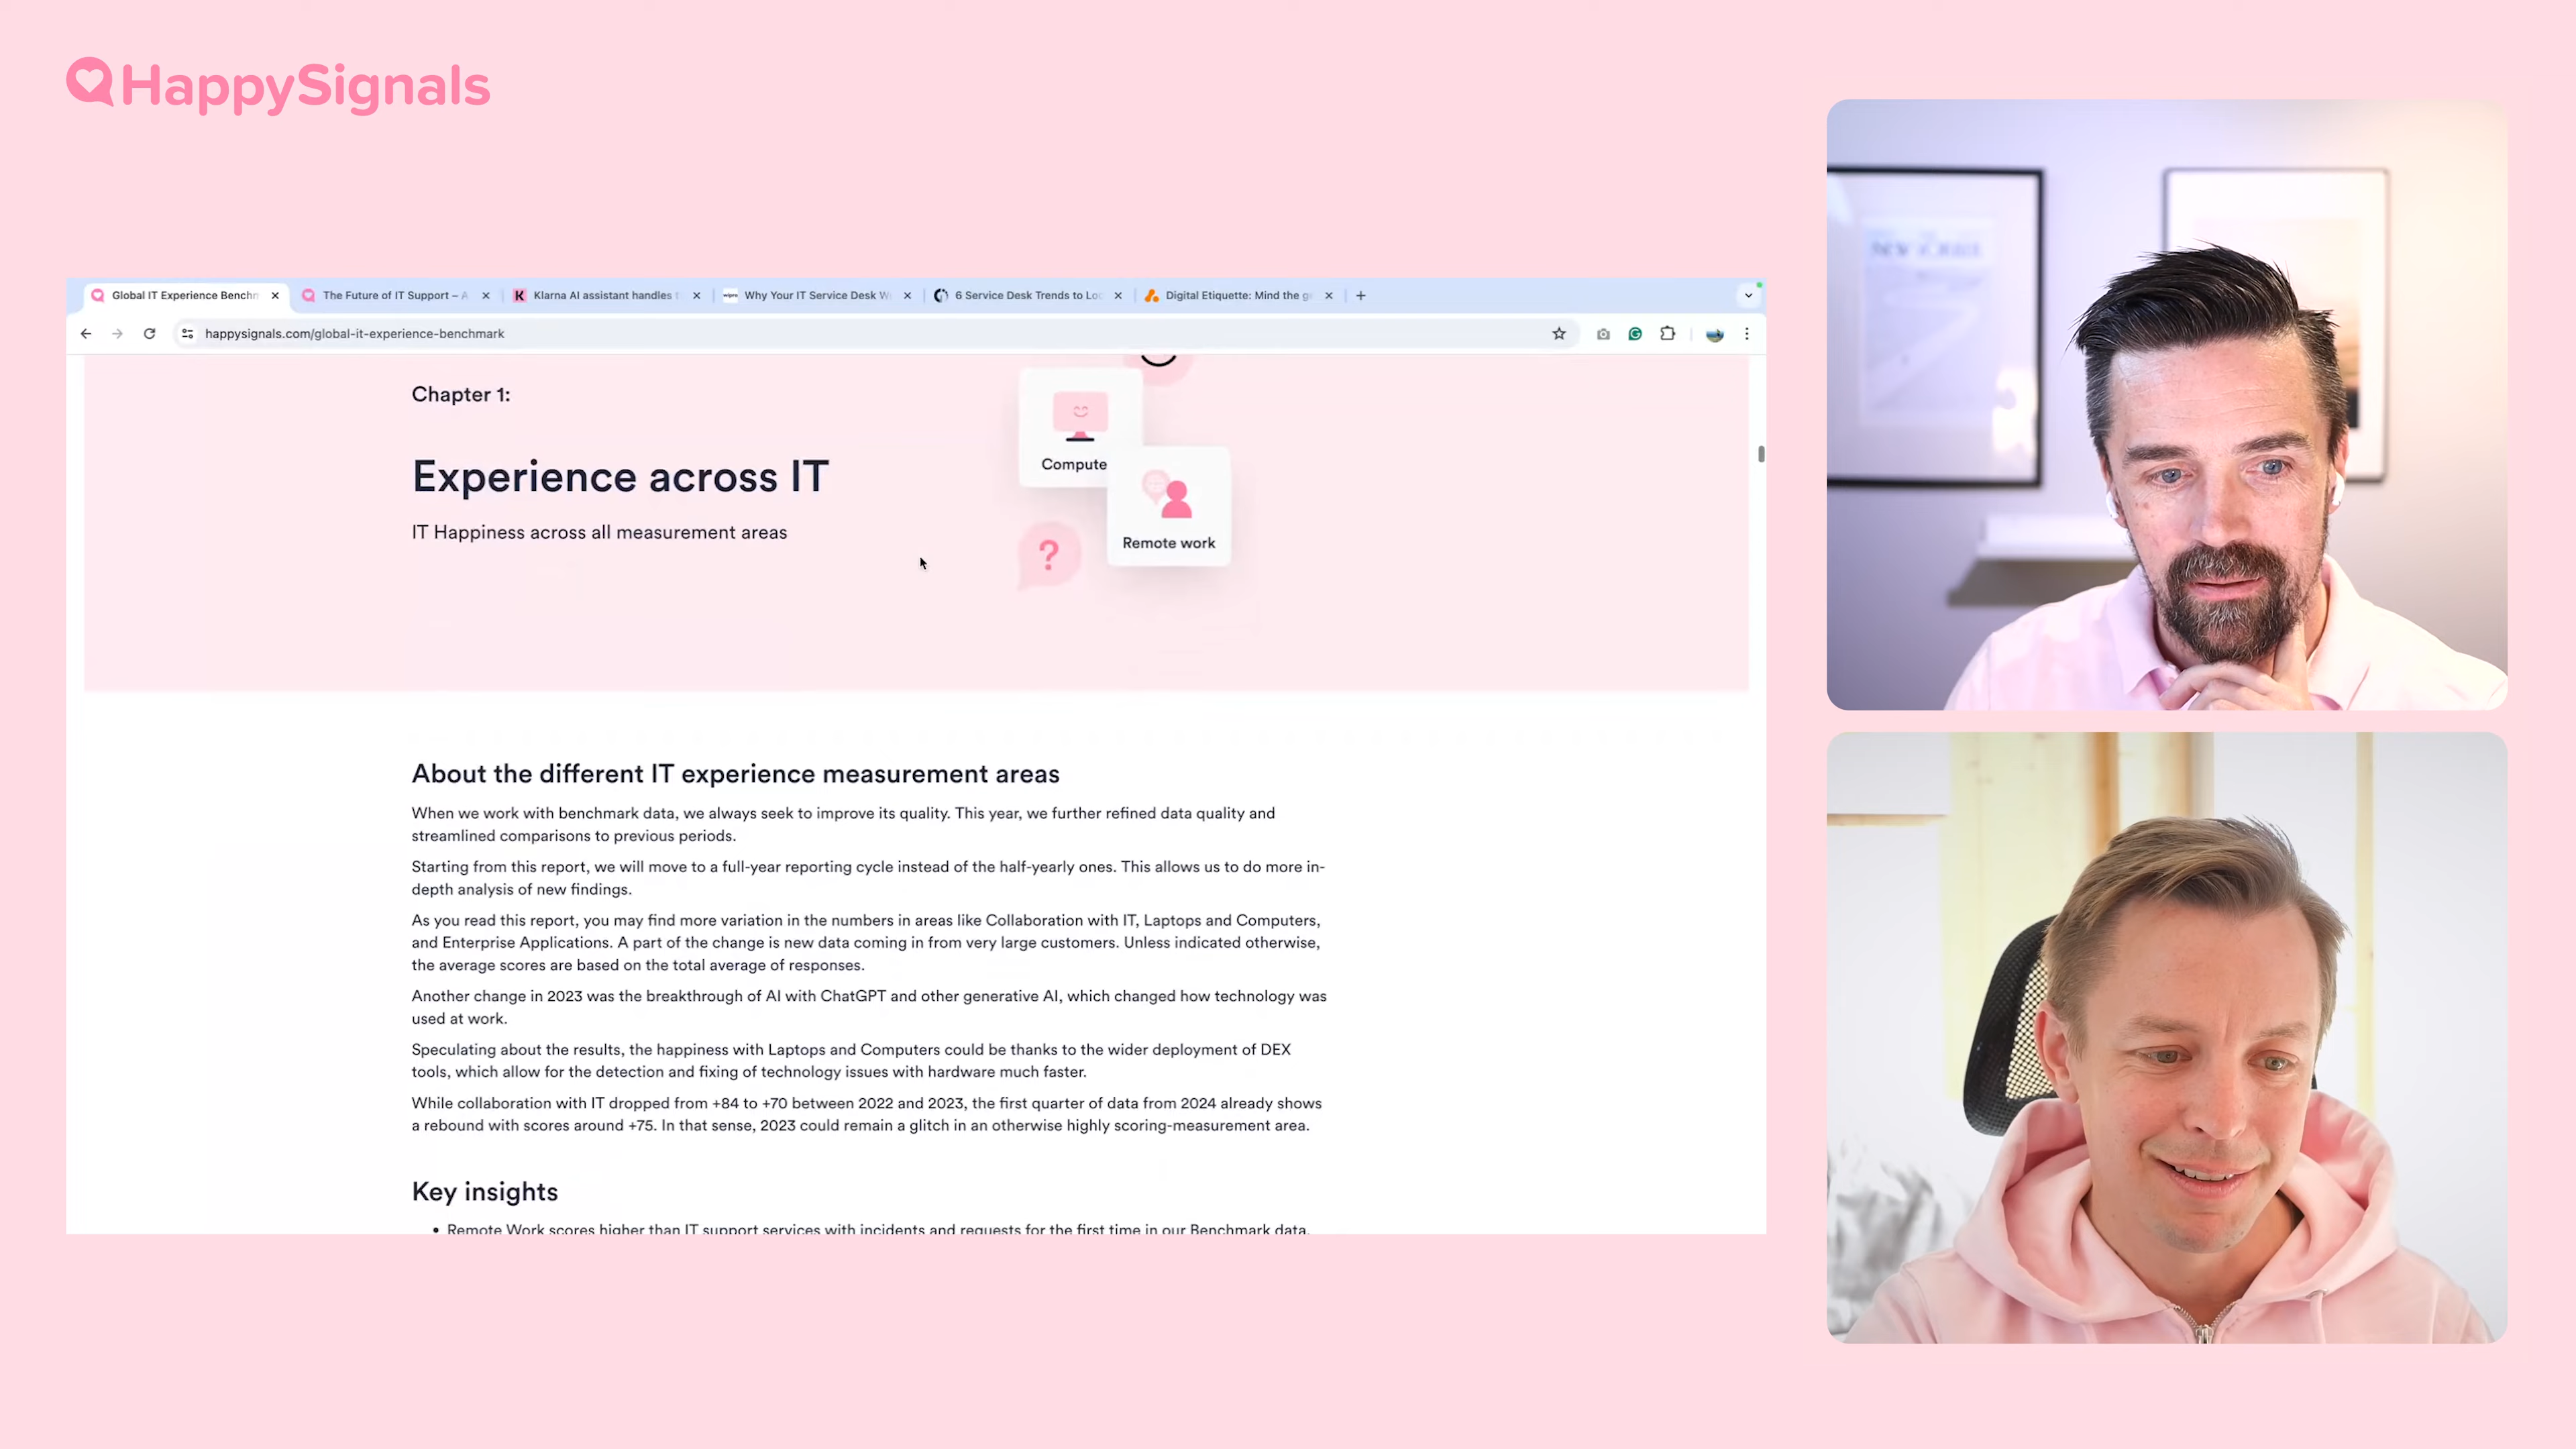 HappySignals
Global IT Experience Benchm
The Future of IT Support – A
Klarna AI assistant handles t
wipro
Why Your IT Service Desk W
6 Service Desk Trends to Loo
Digital Etiquette: Mind the g
happysignals.com/global-it-experience-benchmark
Chapter 1:
Experience across IT
IT Happiness across all measurement areas
Compute
Remote work
?
About the different IT experience measurement areas
When we work with benchmark data, we always seek to improve its quality. This year, we further refined data quality and
streamlined comparisons to previous periods.
Starting from this report, we will move to a full-year reporting cycle instead of the half-yearly ones. This allows us to do more in-
depth analysis of new findings.
As you read this report, you may find more variation in the numbers in areas like Collaboration with IT, Laptops and Computers,
and Enterprise Applications. A part of the change is new data coming in from very large customers. Unless indicated otherwise,
the average scores are based on the total average of responses.
Another change in 2023 was the breakthrough of AI with ChatGPT and other generative AI, which changed how technology was
used at work.
Speculating about the results, the happiness with Laptops and Computers could be thanks to the wider deployment of DEX
tools, which allow for the detection and fixing of technology issues with hardware much faster.
While collaboration with IT dropped from +84 to +70 between 2022 and 2023, the first quarter of data from 2024 already shows
a rebound with scores around +75. In that sense, 2023 could remain a glitch in an otherwise highly scoring-measurement area.
Key insights
• Remote Work scores higher than IT support services with incidents and requests for the first time in our Benchmark data.